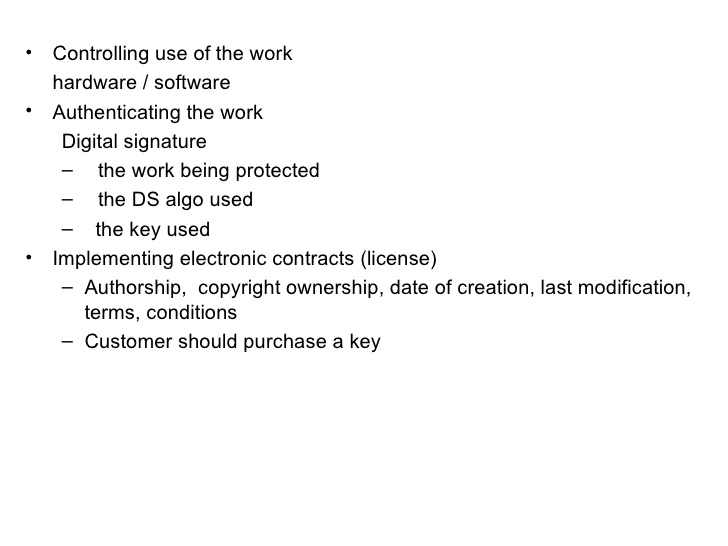 • Controlling use of the work
hardware / software
• Authenticating the work
Digital signature
– the work being protected
– the DS algo used
– the key used
• Implementing electronic contracts (license)
– Authorship,  copyright ownership, date of creation, last modification,
terms, conditions
– Customer should purchase a key